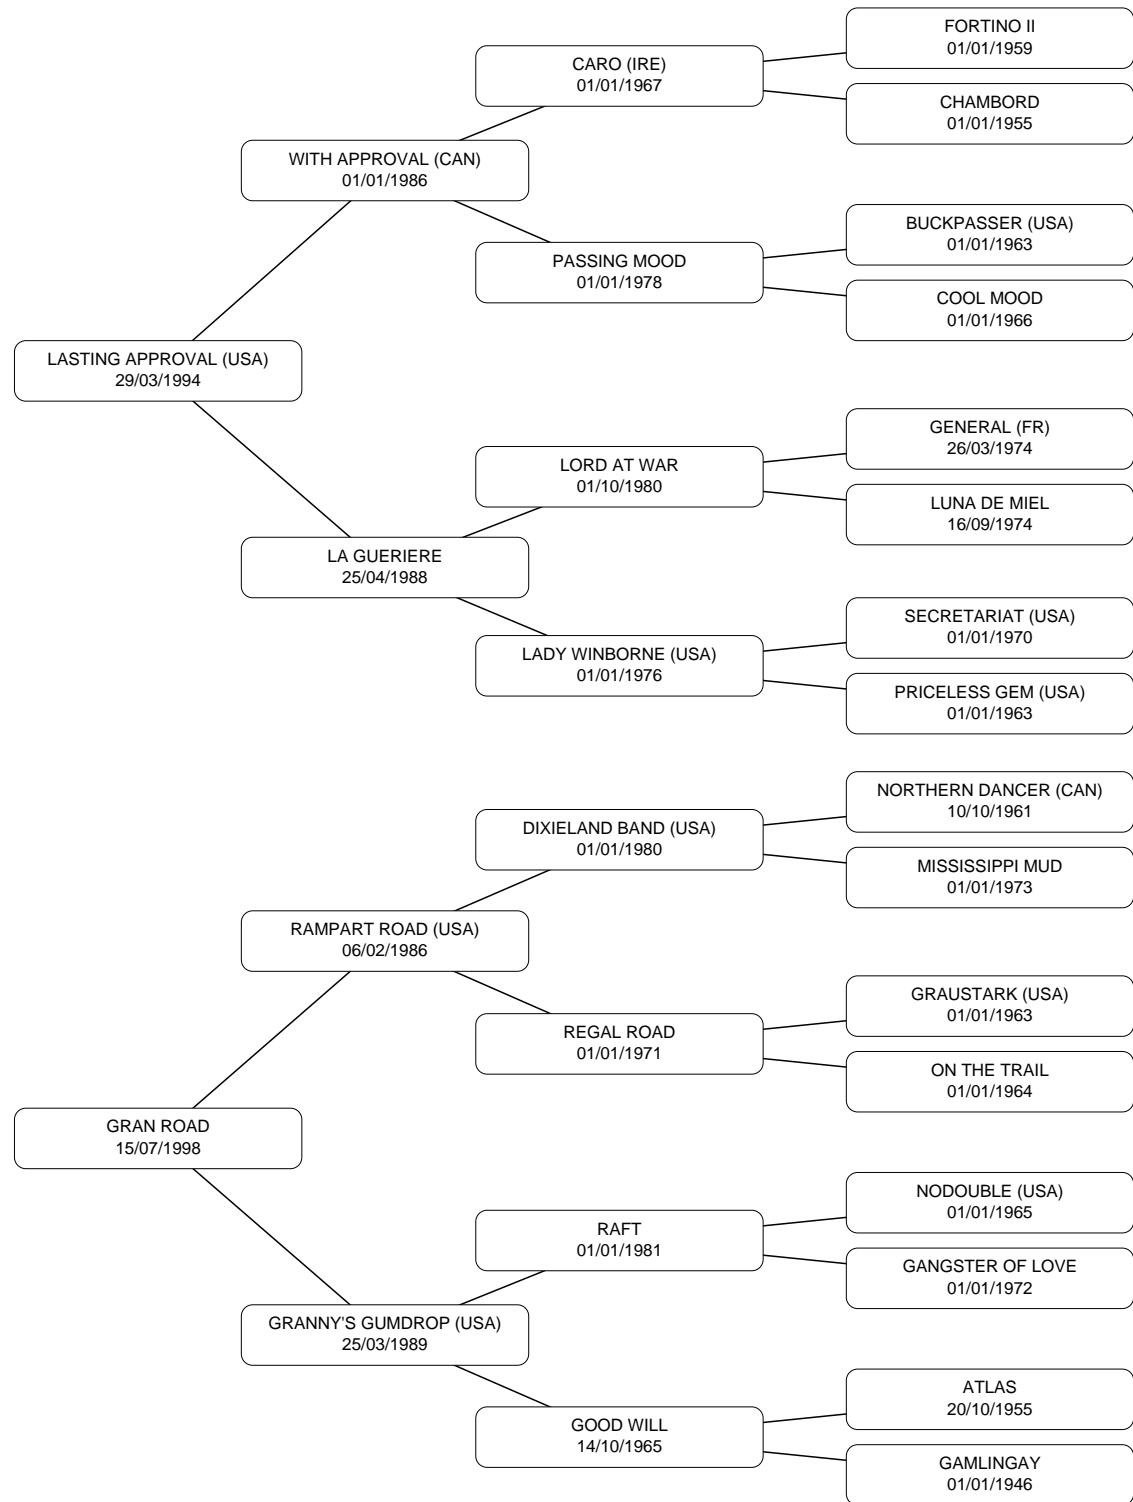 FORTINO II
01/01/1959
CARO (IRE)
01/01/1967
CHAMBORD
01/01/1955
WITH APPROVAL (CAN)
01/01/1986
BUCKPASSER (USA)
01/01/1963
PASSING MOOD
01/01/1978
COOL MOOD
01/01/1966
LASTING APPROVAL (USA)
29/03/1994
GENERAL (FR)
26/03/1974
LORD AT WAR
01/10/1980
LUNA DE MIEL
16/09/1974
LA GUERIERE
25/04/1988
SECRETARIAT (USA)
01/01/1970
LADY WINBORNE (USA)
01/01/1976
PRICELESS GEM (USA)
01/01/1963
NORTHERN DANCER (CAN)
10/10/1961
DIXIELAND BAND (USA)
01/01/1980
MISSISSIPPI MUD
01/01/1973
RAMPART ROAD (USA)
06/02/1986
GRAUSTARK (USA)
01/01/1963
REGAL ROAD
01/01/1971
ON THE TRAIL
01/01/1964
GRAN ROAD
15/07/1998
NODOUBLE (USA)
01/01/1965
RAFT
01/01/1981
GANGSTER OF LOVE
01/01/1972
GRANNY'S GUMDROP (USA)
25/03/1989
ATLAS
20/10/1955
GOOD WILL
14/10/1965
GAMLINGAY
01/01/1946